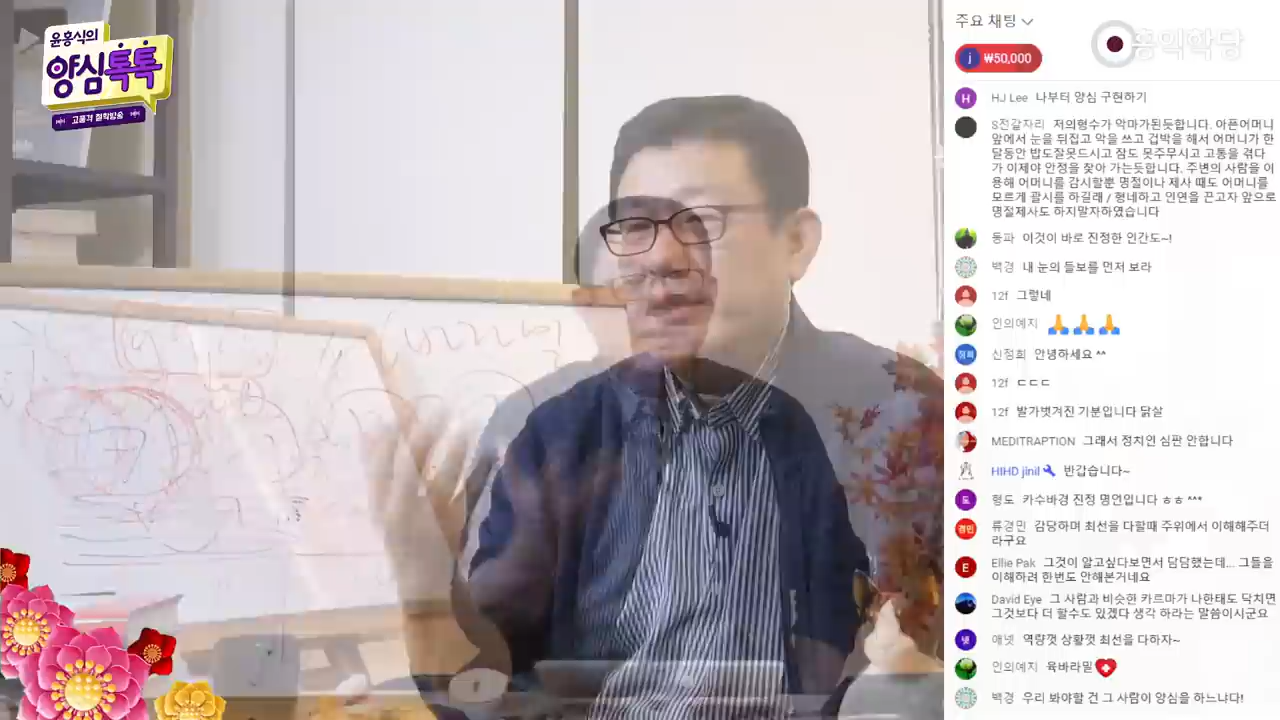 윤홍식의
양심톡톡
고품격 철학방송
주요 채팅
홍익학당
j ₩50,000
H HJ Lee 나부터 양심 구현하기
S전갈자리 저의형수가 악마가된듯합니다. 아픈어머니
앞에서 눈을 뒤집고 악을 쓰고 겁박을 해서 어머니가 한
달동안 밥도잘못드시고 잠도 못주무시고 고통을 겪다
가 이제야 안정을 찾아 가는듯합니다. 주변의 사람을 이
용해 어머니를 감시할뿐 명절이나 제사 때도 어머니를
모르게 괄시를 하길래 / 형네하고 인연을 끈고자 앞으로
명절제사도 하지말자하였습니다
동파 이것이 바로 진정한 인간도~!
백경 내 눈의 들보를 먼저 보라
12f 그렇네
인의예지 🙏🙏🙏
정희 신정희 안녕하세요 ^^
12f ㄷㄷㄷ
12f 발가벗겨진 기분입니다 닭살
MEDITRAPTION 그래서 정치인 심판 안합니다
HIHD jinil 반갑습니다~
도 형도 카수바경 진정 명언입니다 ㅎㅎ ^^*
경민 류경민 감당하며 최선을 다할때 주위에서 이해해주더
라구요
E Ellie Pak 그것이 알고싶다보면서 담담했는데... 그들을
이해하려 한번도 안해본거네요
David Eye 그 사람과 비슷한 카르마가 나한태도 닥치면
그것보다 더 할수도 있겠다 생각 하라는 말씀이시군요
넷 애넷 역량껏 상황껏 최선을 다하자~
인의예지 육바라밀
백경 우리 봐야할 건 그 사람이 양심을 하느냐다!